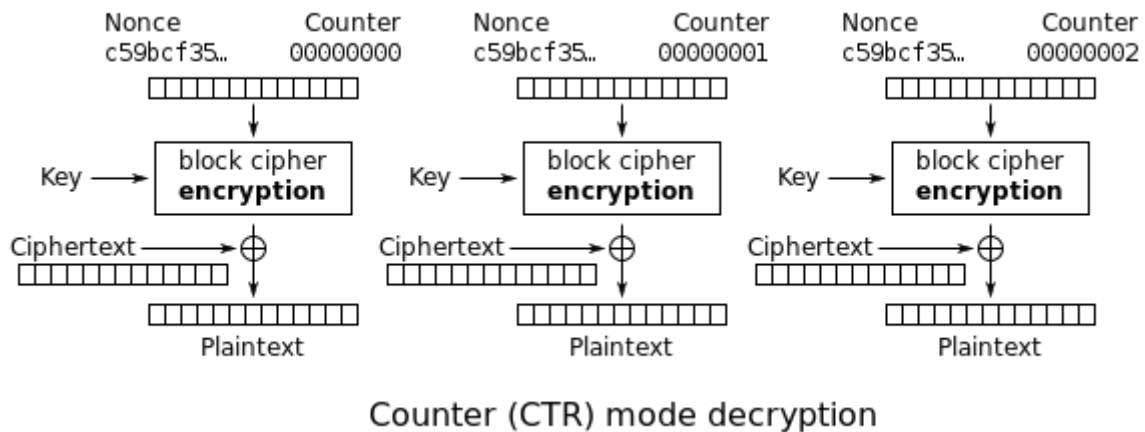 Nonce Counter Nonce Counter Nonce Counter
c59bcf35… 00000000 c59bcf35… 00000001 c59bcf35… 00000002
block cipher block cipher block cipher
Key encryption Key encryption Key encryption
Ciphertext Ciphertext Ciphertext
Plaintext Plaintext Plaintext
Counter (CTR) mode decryption